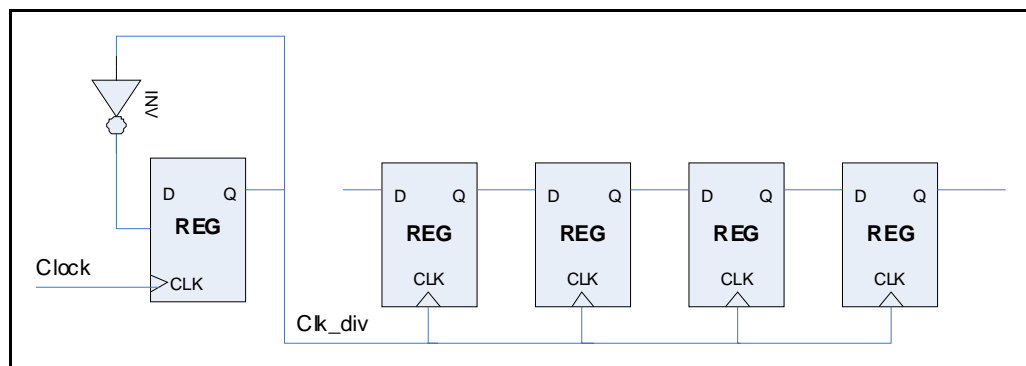 INV
D Q
REG
Clock
CLK
D Q
REG
CLK
D Q
REG
CLK
D Q
REG
CLK
D Q
REG
CLK
Clk_div